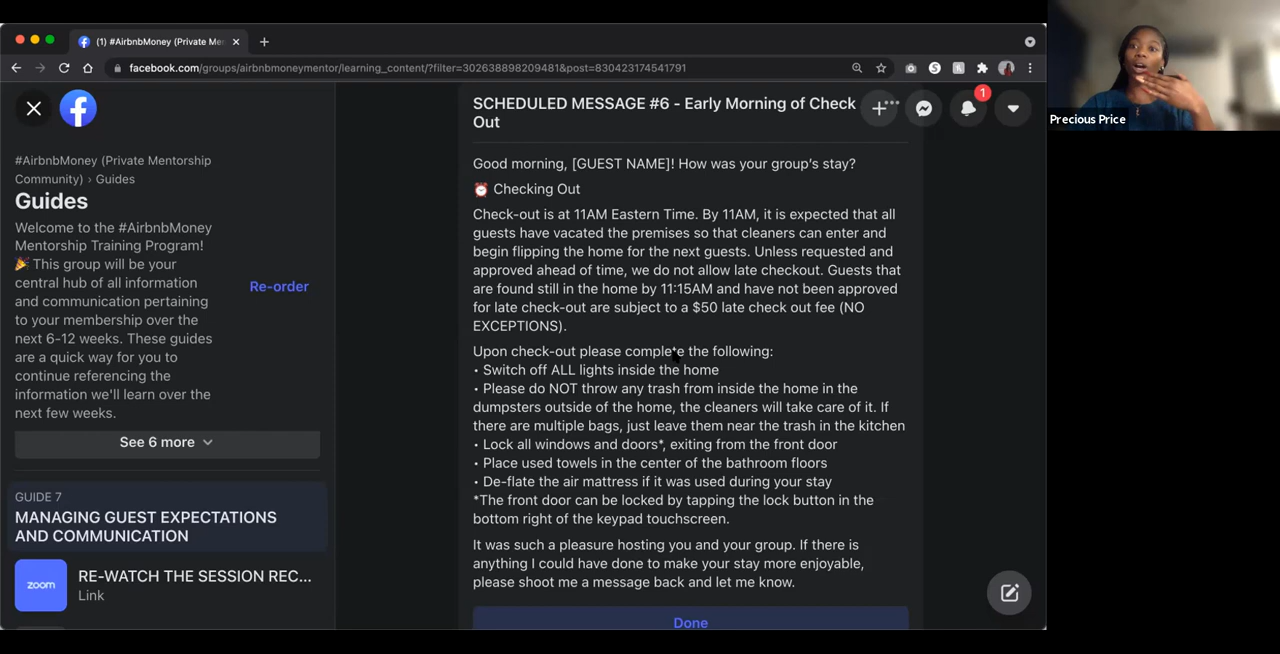 (1) #AirbnbMoney (Private Me
facebook.com/groups/airbnbmoneymentor/learning_content/?filter=302638898209481&post=830423174541791
#AirbnbMoney (Private Mentorship
Community) › Guides
Guides
Welcome to the #AirbnbMoney
Mentorship Training Program!
🎉 This group will be your
central hub of all information
and communication pertaining
to your membership over the
next 6-12 weeks. These guides
are a quick way for you to
continue referencing the
information we'll learn over the
next few weeks.
Re-order
See 6 more
GUIDE 7
MANAGING GUEST EXPECTATIONS
AND COMMUNICATION
zoom
RE-WATCH THE SESSION REC...
Link
SCHEDULED MESSAGE #6 - Early Morning of Check
Out
1
Good morning, [GUEST NAME]! How was your group's stay?
⏰ Checking Out
Check-out is at 11AM Eastern Time. By 11AM, it is expected that all
guests have vacated the premises so that cleaners can enter and
begin flipping the home for the next guests. Unless requested and
approved ahead of time, we do not allow late checkout. Guests that
are found still in the home by 11:15AM and have not been approved
for late check-out are subject to a $50 late check out fee (NO
EXCEPTIONS).
Upon check-out please complete the following:
• Switch off ALL lights inside the home
• Please do NOT throw any trash from inside the home in the
dumpsters outside of the home, the cleaners will take care of it. If
there are multiple bags, just leave them near the trash in the kitchen
• Lock all windows and doors*, exiting from the front door
• Place used towels in the center of the bathroom floors
• De-flate the air mattress if it was used during your stay
*The front door can be locked by tapping the lock button in the
bottom right of the keypad touchscreen.
It was such a pleasure hosting you and your group. If there is
anything I could have done to make your stay more enjoyable,
please shoot me a message back and let me know.
Done
Precious Price